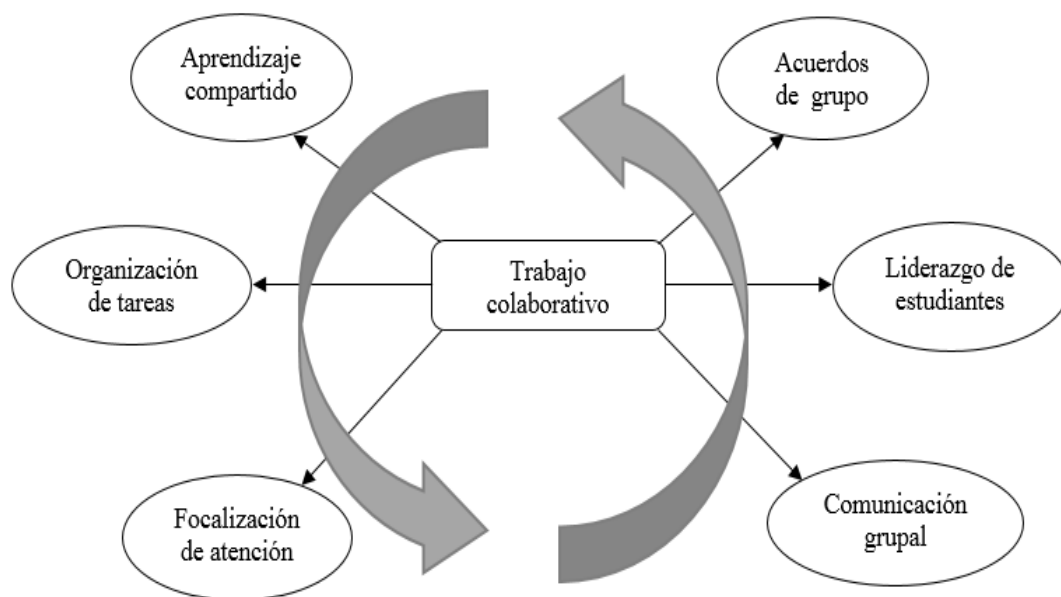 Aprendizaje
compartido
Acuerdos
de grupo
Organización
de tareas
Trabajo
colaborativo
Liderazgo de
estudiantes
Focalización
de atención
Comunicación
grupal